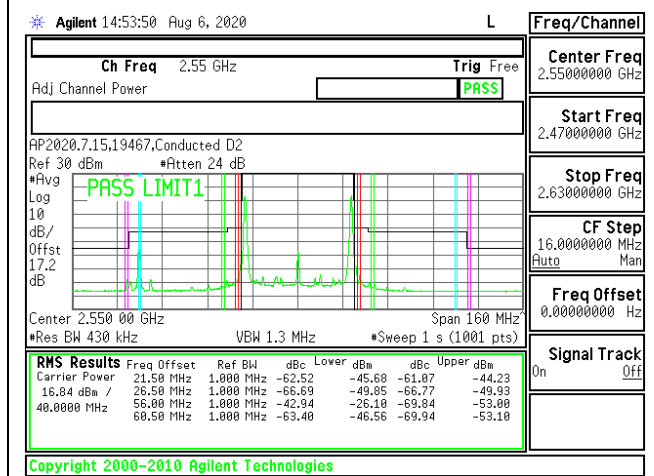 Agilent 14:53:50 Aug 6, 2020 L
Freq/Channel
Ch Freq 2.55 GHz Trig Free
Adj Channel Power PASS
AP2020.7.15,19467,Conducted D2
Ref 30 dBm #Atten 24 dB
#Avg
Log
10
dB/
Offst
17.2
dB
PASS LIMIT1
Center 2.550 00 GHz Span 160 MHz^
#Res BW 430 kHz VBW 1.3 MHz #Sweep 1 s (1001 pts)
RMS Results Freq Offset Ref BW dBc Lower dBm dBc Upper dBm
Carrier Power 21.50 MHz 1.000 MHz -62.52 -45.68 -61.07 -44.23
16.84 dBm / 26.50 MHz 1.000 MHz -66.69 -49.85 -66.77 -49.93
40.0000 MHz 56.00 MHz 1.000 MHz -42.94 -26.10 -69.84 -53.00
60.50 MHz 1.000 MHz -63.40 -46.56 -69.94 -53.10
Center Freq
2.55000000 GHz
Start Freq
2.47000000 GHz
Stop Freq
2.63000000 GHz
CF Step
16.0000000 MHz
Auto Man
Freq Offset
0.00000000 Hz
Signal Track
On Off
Copyright 2000-2010 Agilent Technologies